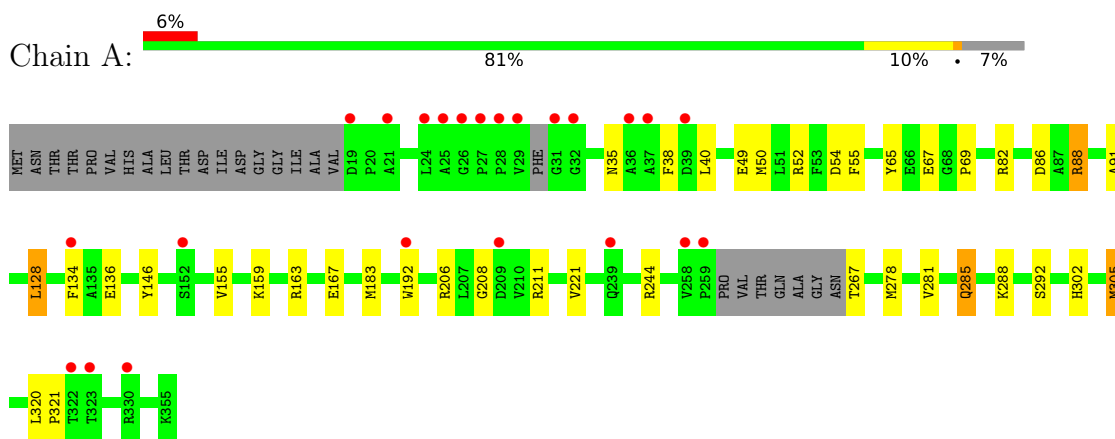 6%
Chain A:
81% 10% • 7%
MET ASN THR THR PRO VAL HIS ALA LEU THR ASP ILE ASP GLY GLY ILE ALA VAL D19 P20 A21 L24 A25 G26 P27 P28 V29 PHE G31 G32 N35 A36 A37 F38 D39 L40 E49 M50 L51 R52 F53 D54 F55 Y65 E66 E67 G68 P69 R82 D86 A87 R88 A91
L128 F134 A135 E136 Y146 S152 V155 K159 R163 E167 M183 W192 R206 L207 G208 D209 V210 R211 V221 Q239 R244 V258 P259 PRO VAL THR GLN ALA GLY ASN T267 M278 V281 Q285 K288 S292 H302 M305
L320 P321 T322 T323 R330 K355